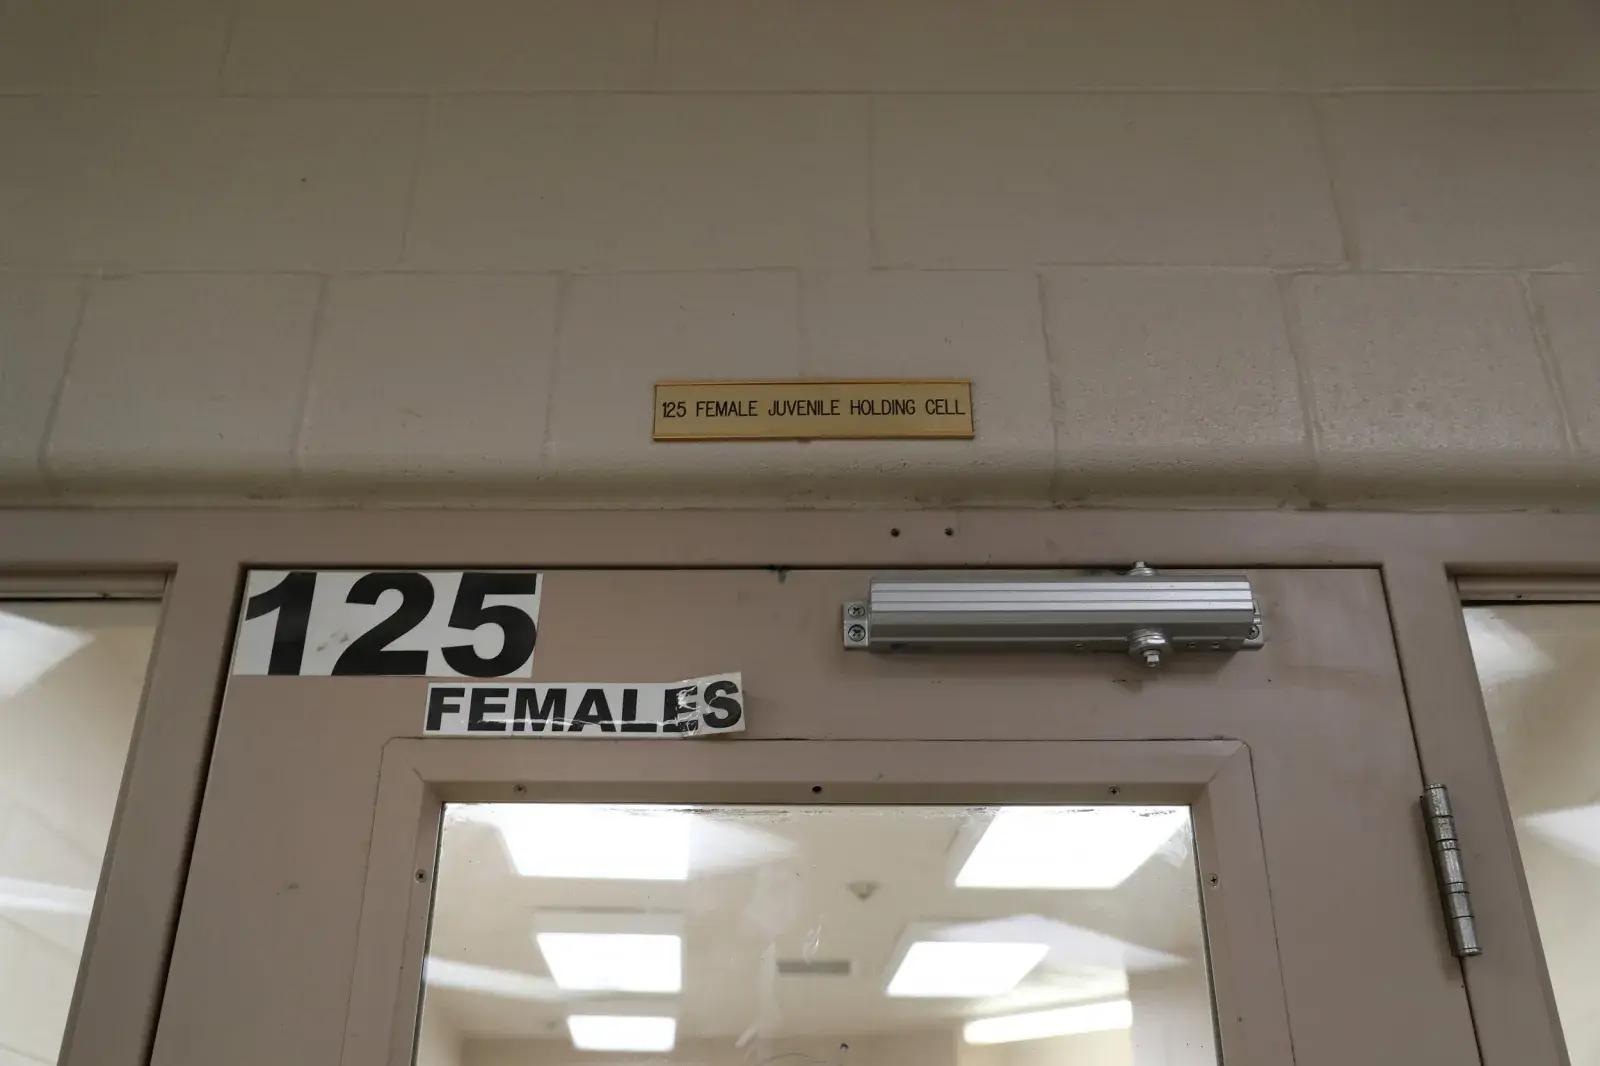 125 FEMALE JUVENILE HOLDING CELL
125
FEMALES